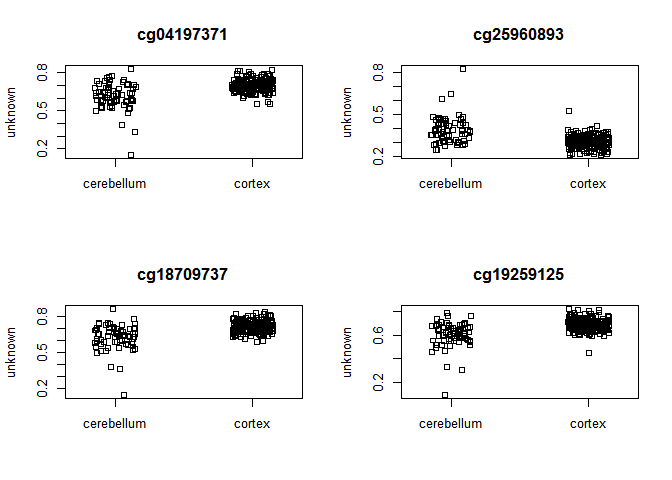 cg04197371
unknown
0.2
0.5
0.8
cerebellum
cortex
cg25960893
unknown
0.2
0.5
0.8
cerebellum
cortex
cg18709737
unknown
0.2
0.5
0.8
cerebellum
cortex
cg19259125
unknown
0.2
0.6
cerebellum
cortex